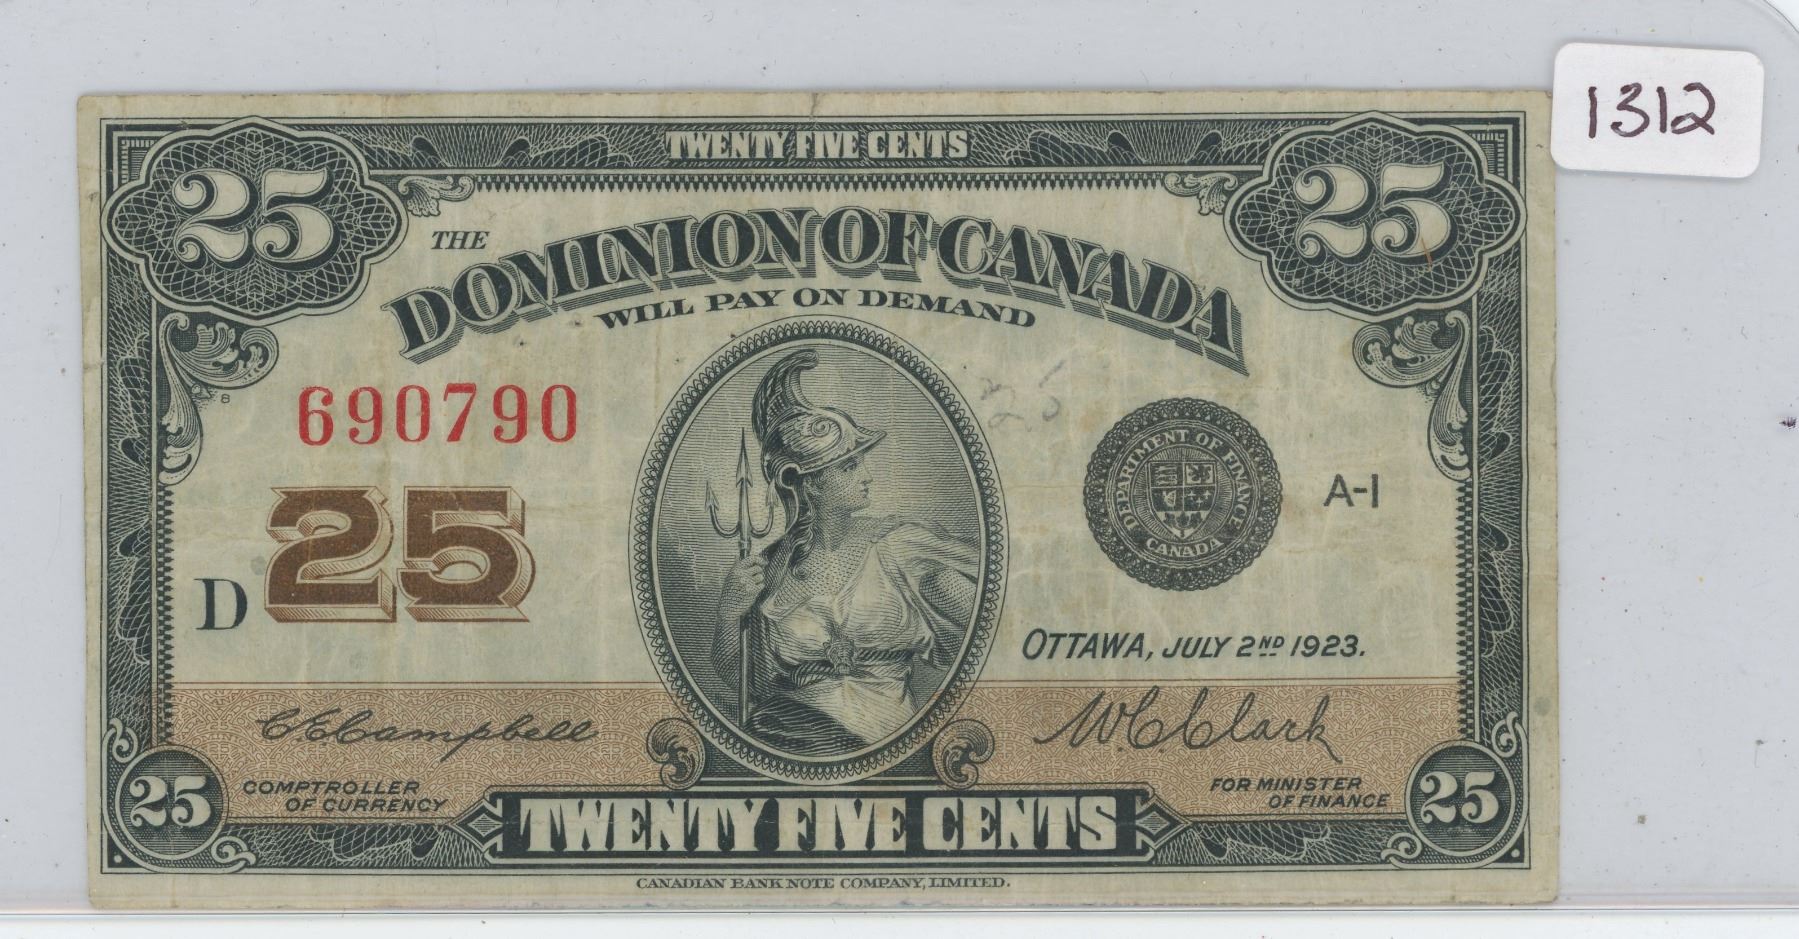 1312
TWENTY FIVE CENTS
25
25
THE
DOMINION OF CANADA
WILL PAY ON DEMAND
690790
8
25
D
DEPARTMENT OF FINANCE
CANADA
A-1
OTTAWA, JULY 2ND 1923.
C.E. Campbell
W.C. Clark
COMPTROLLER
OF CURRENCY
FOR MINISTER
OF FINANCE
25
TWENTY FIVE CENTS
25
CANADIAN BANK NOTE COMPANY, LIMITED.